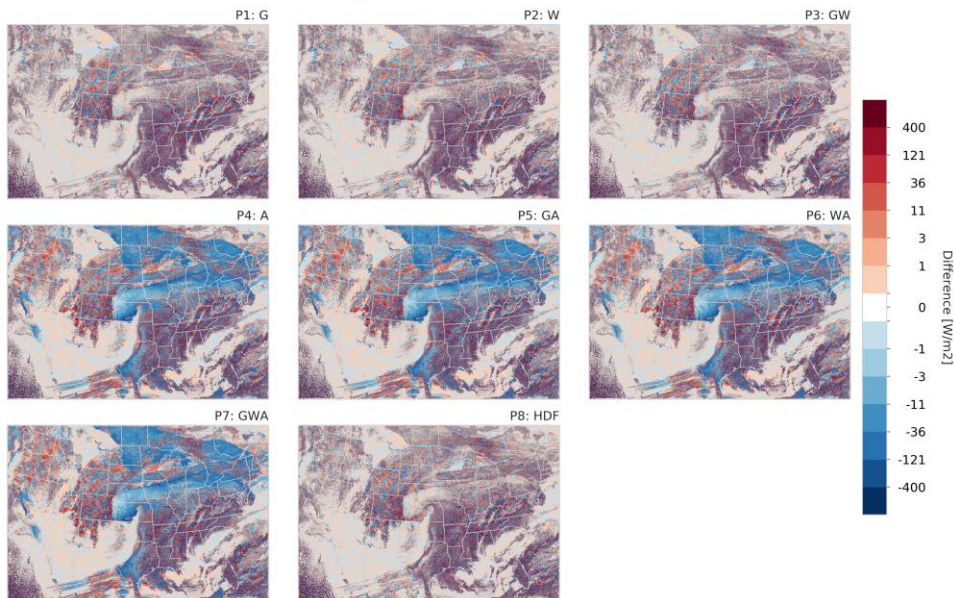 P1: G
P2: W
P3: GW
P4: A
P5: GA
P6: WA
P7: GWA
P8: HDF
400
121
36
11
3
1
0
-1
-3
-11
-36
-121
-400
Difference [W/m2]